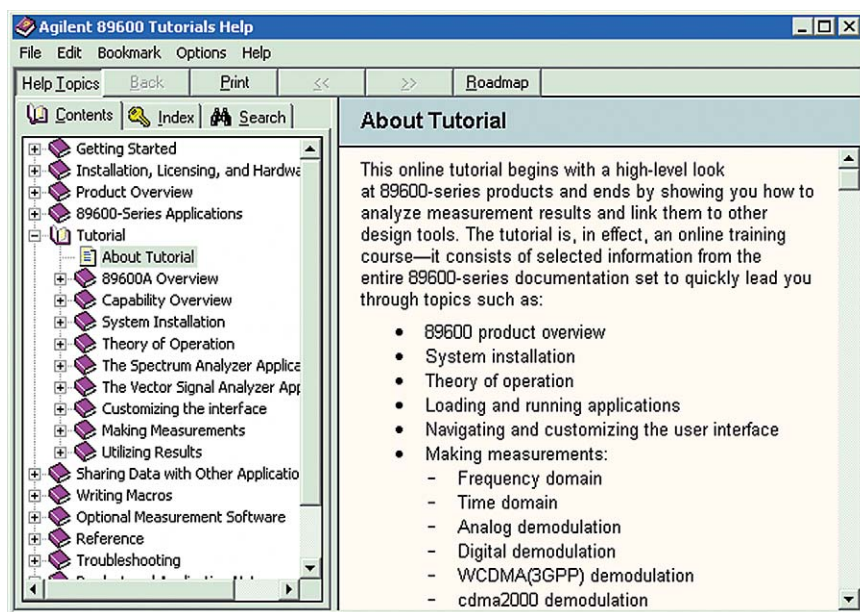 Agilent 89600 Tutorials Help
File Edit Bookmark Options Help
Help Topics Back Print << >> Roadmap
Contents Index Search
Getting Started
Installation, Licensing, and Hardwa
Product Overview
89600-Series Applications
Tutorial
About Tutorial
89600A Overview
Capability Overview
System Installation
Theory of Operation
The Spectrum Analyzer Applica
The Vector Signal Analyzer App
Customizing the interface
Making Measurements
Utilizing Results
Sharing Data with Other Applicatio
Writing Macros
Optional Measurement Software
Reference
Troubleshooting
About Tutorial
This online tutorial begins with a high-level look
at 89600-series products and ends by showing you how to
analyze measurement results and link them to other
design tools. The tutorial is, in effect, an online training
course—it consists of selected information from the
entire 89600-series documentation set to quickly lead you
through topics such as:
• 89600 product overview
• System installation
• Theory of operation
• Loading and running applications
• Navigating and customizing the user interface
• Making measurements:
- Frequency domain
- Time domain
- Analog demodulation
- Digital demodulation
- WCDMA(3GPP) demodulation
- cdma2000 demodulation